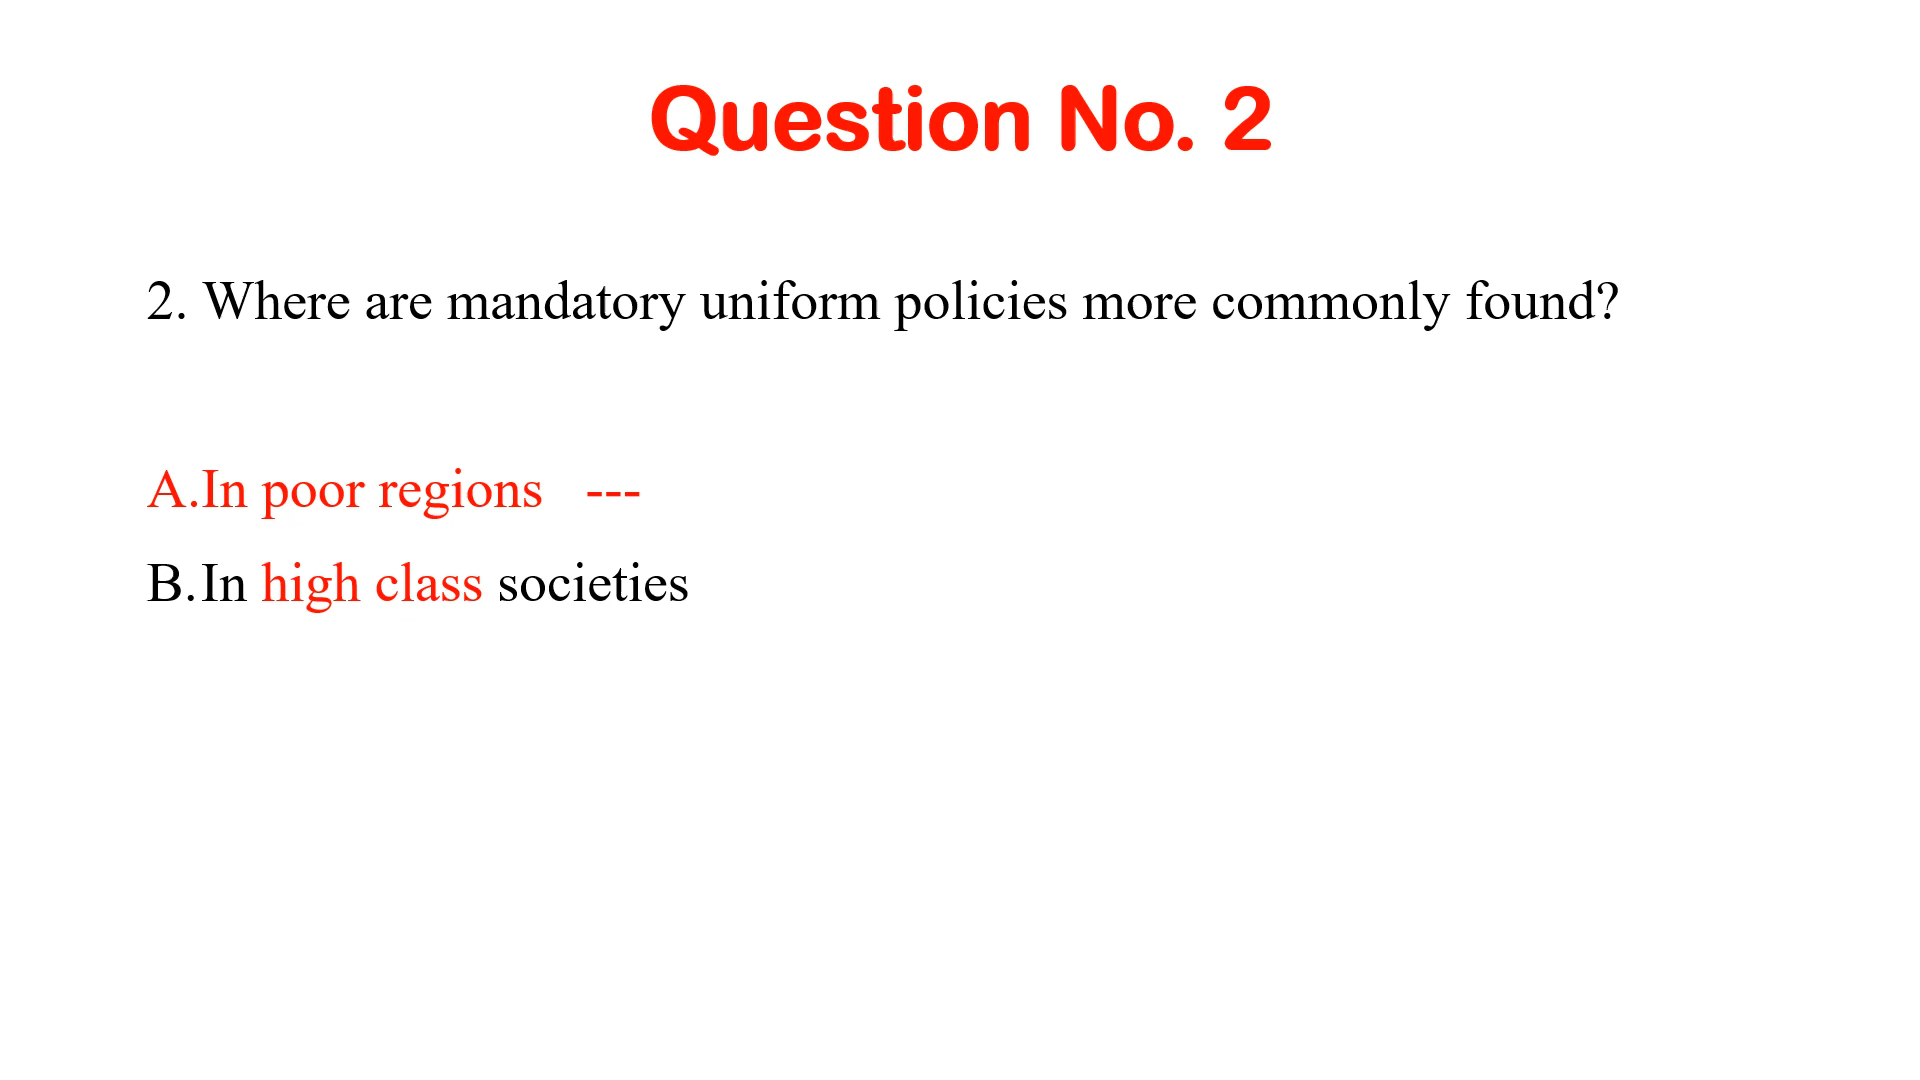 Question No. 2
2. Where are mandatory uniform policies more commonly found?
A.In poor regions   ---
B.In high class societies